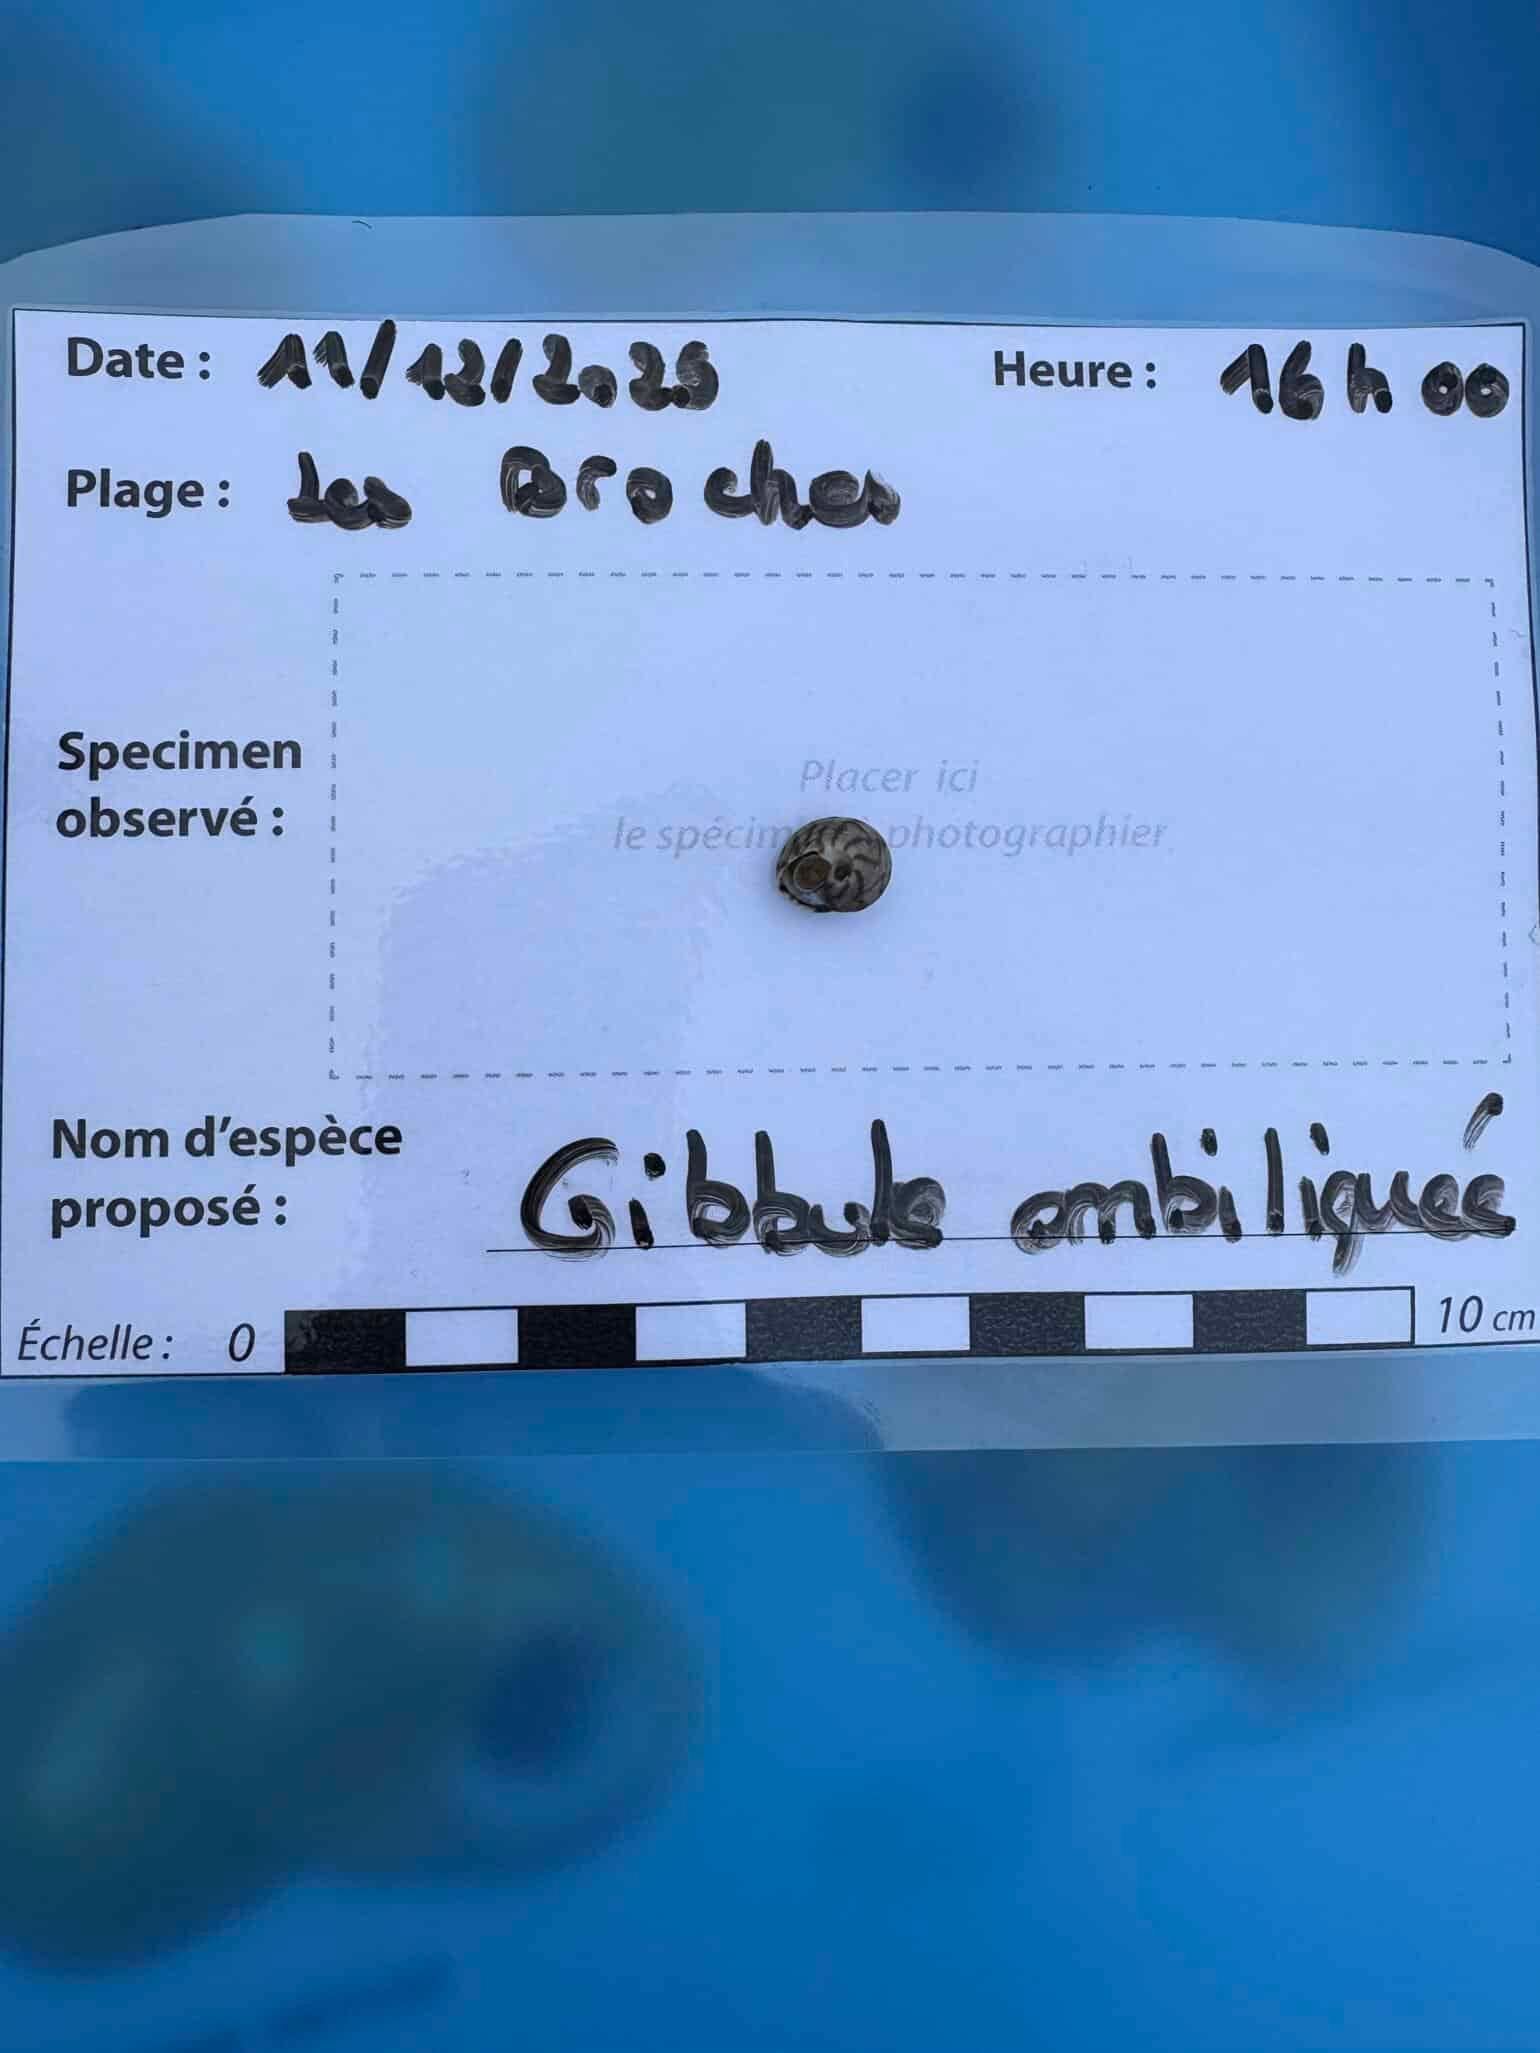 Date : 11/12/2025 Heure : 16 h 00
Plage : Les Broches
Placer ici
le spécimen à photographier
Specimen
observé :
Nom d'espèce
proposé : Gibbule ombiliquée
Échelle : 0 10 cm